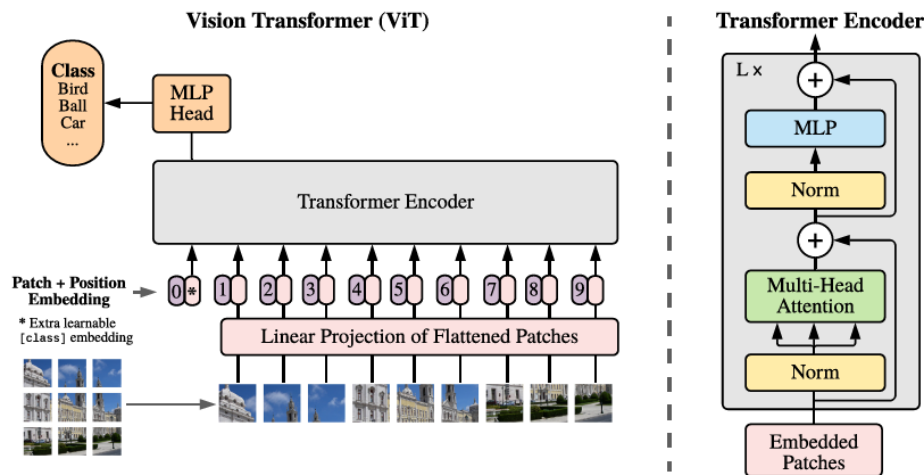 Vision Transformer (ViT)
Class
Bird
Ball
Car
...
MLP
Head
Transformer Encoder
Patch + Position
Embedding
0 * 1 2 3 4 5 6 7 8 9
* Extra learnable
[class] embedding
Linear Projection of Flattened Patches
Transformer Encoder
L ×
+
MLP
Norm
+
Multi-Head
Attention
Norm
Embedded
Patches